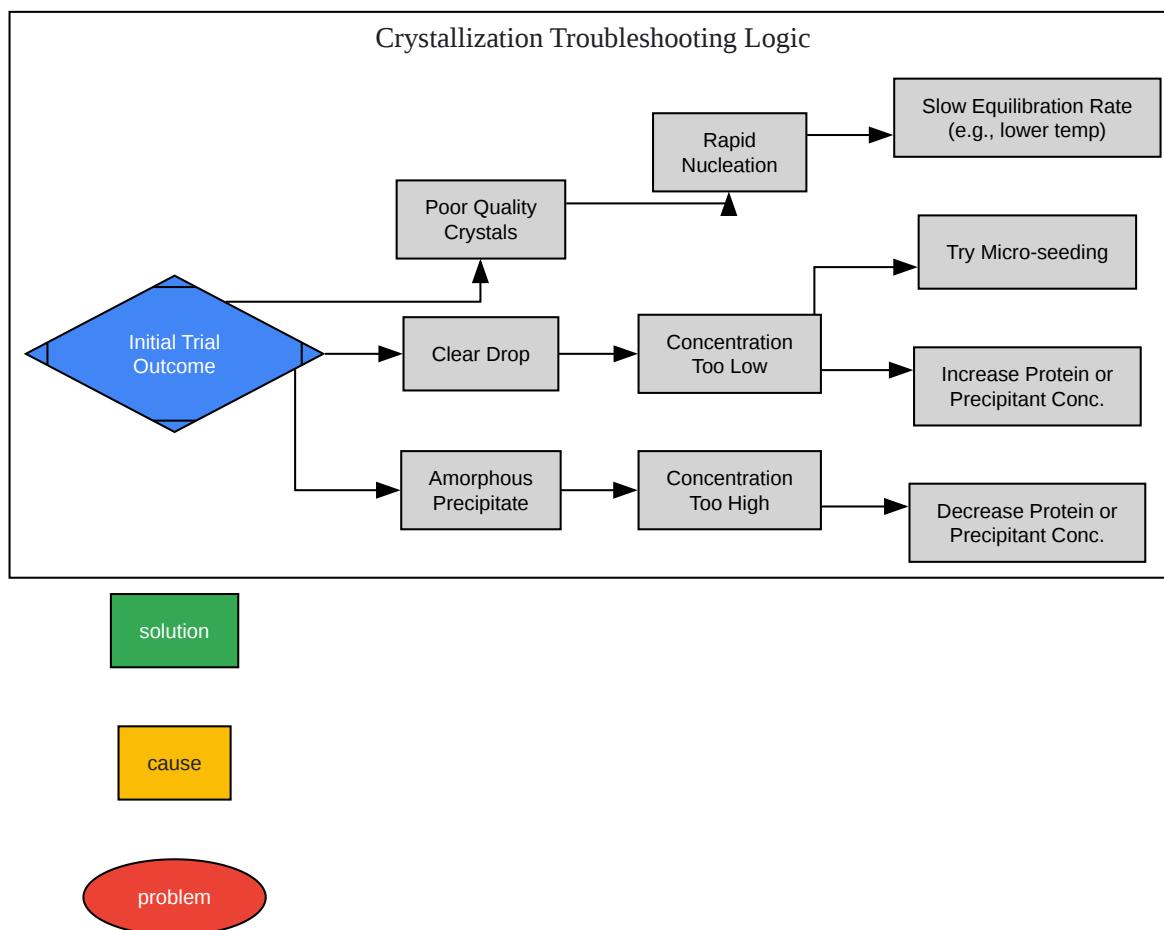 Crystallization Troubleshooting Logic
Slow Equilibration Rate
(e.g., lower temp)
Rapid
Nucleation
Poor Quality
Crystals
Try Micro-seeding
Initial Trial
Outcome
Clear Drop
Concentration
Too Low
Increase Protein or
Precipitant Conc.
Amorphous
Precipitate
Concentration
Too High
Decrease Protein or
Precipitant Conc.
solution
cause
problem